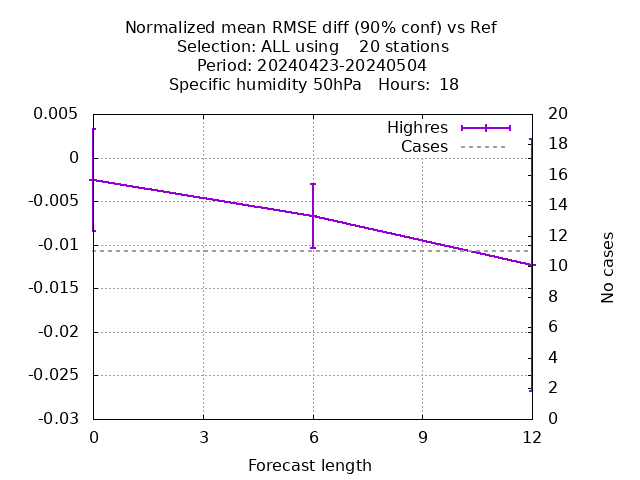 Normalized mean RMSE diff (90% conf) vs Ref
Selection: ALL using    20 stations
Period: 20240423-20240504
Specific humidity 50hPa   Hours:  18
Highres
Cases
0.005
0
-0.005
-0.01
-0.015
-0.02
-0.025
-0.03
20
18
16
14
12
10
8
6
4
2
0
No cases
0 3 6 9 12
Forecast length